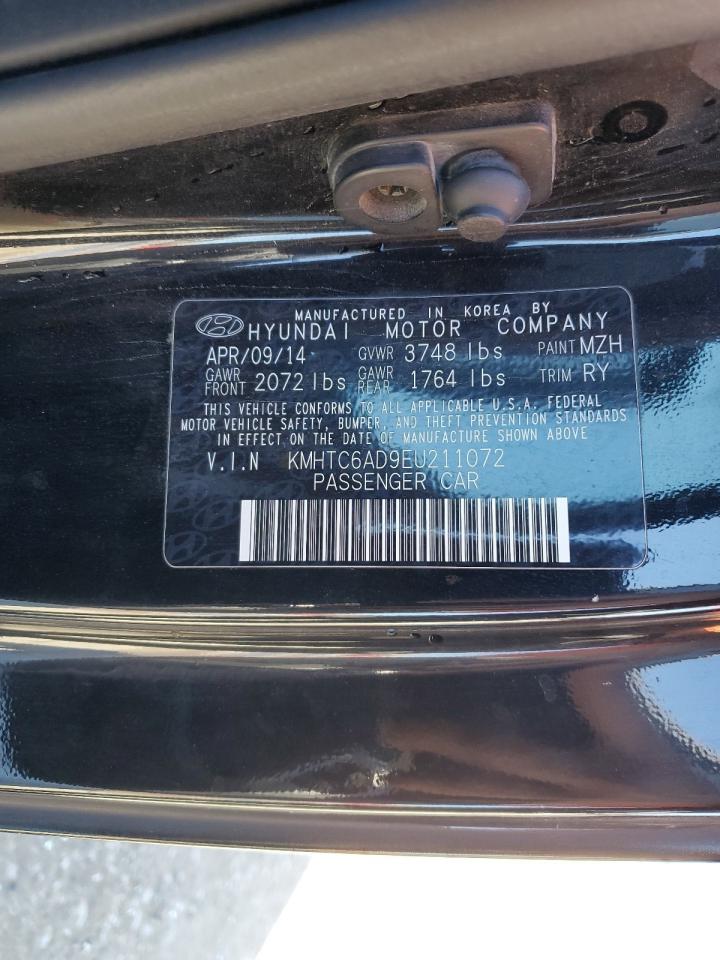 MANUFACTURED IN KOREA BY
HYUNDAI MOTOR COMPANY
APR/09/14 GVWR 3748 lbs PAINT MZH
GAWR FRONT 2072 lbs GAWR REAR 1764 lbs TRIM RY
THIS VEHICLE CONFORMS TO ALL APPLICABLE U.S.A. FEDERAL
MOTOR VEHICLE SAFETY, BUMPER, AND THEFT PREVENTION STANDARDS
IN EFFECT ON THE DATE OF MANUFACTURE SHOWN ABOVE
V.I.N KMHTC6AD9EU211072
PASSENGER CAR